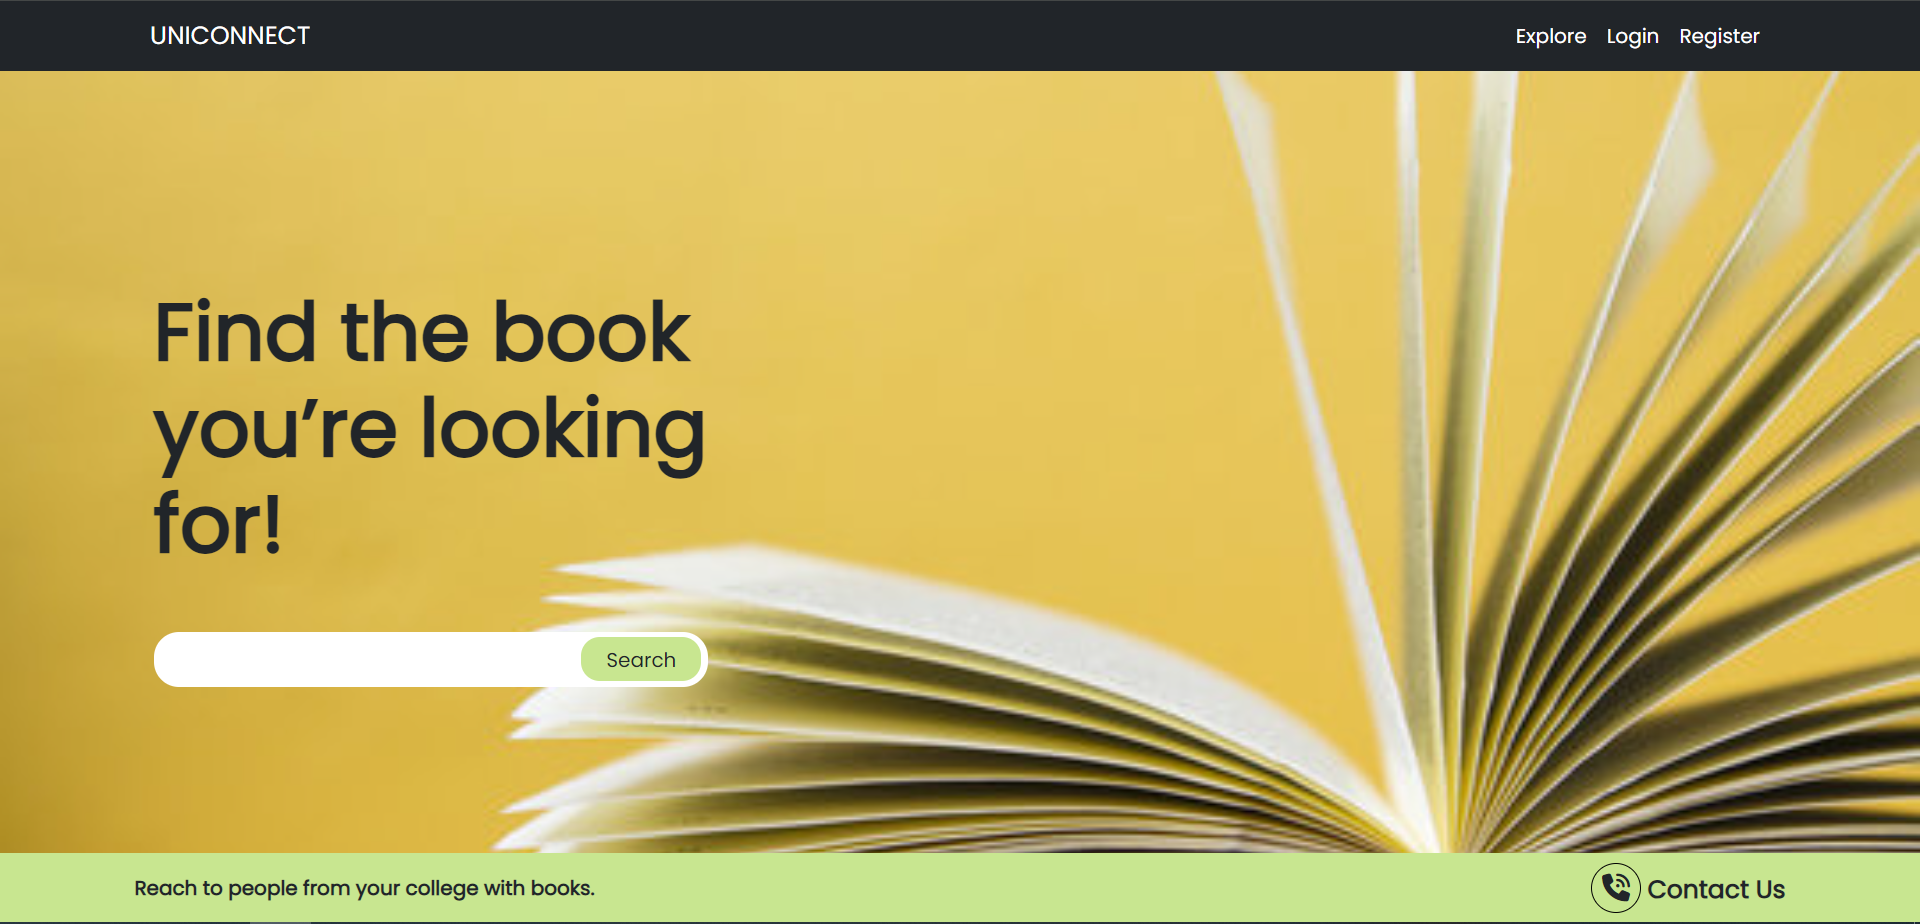 UNICONNECT
Explore Login Register
Find the book
you’re looking
for!
Search
Reach to people from your college with books.
Contact Us